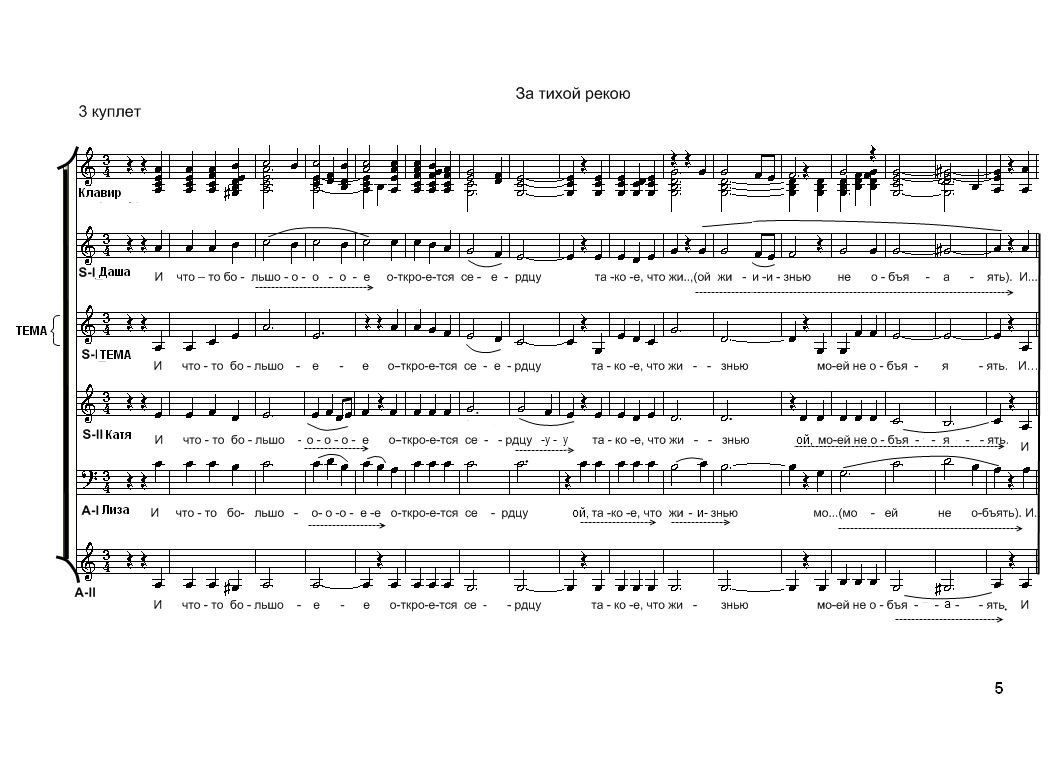 За тихой рекою
3 куплет
Клавир
S-I Даша
И что – то бо - льшо - о - о - о - е о-ткро-е-тся се - е - рдцу та -ко -е, что жи..,(ой жи - и -и - знью не о -бъя - а - ять). И...
ТЕМА
S-I ТЕМА
И что - то бо - льшо - е - е о-ткро-е-тся се - е - рдцу та - ко -е, что жи - - знью мо-ей не о - бъя - я - ять. И...
S-II Катя
И что - то бо - льшо - о - о - о - е о-ткро-е-тся се - - рдцу -у - у та - ко -е, что жи - - знью ой, мо-ей не о - бъя - - я - - ять. И
A-I Лиза
И что - то бо- льшо - о- о -о - е -е о-ткро-е-тся се - рдцу ой, та -ко -е, что жи - и- знью мо...(мо - ей не о-бъять). И..
A-II
И что - то бо - льшо - е - е о-ткро-е-тся се - - рдцу та - ко -е, что жи - знью мо-ей не о - бъя - - а - - ять. И
5